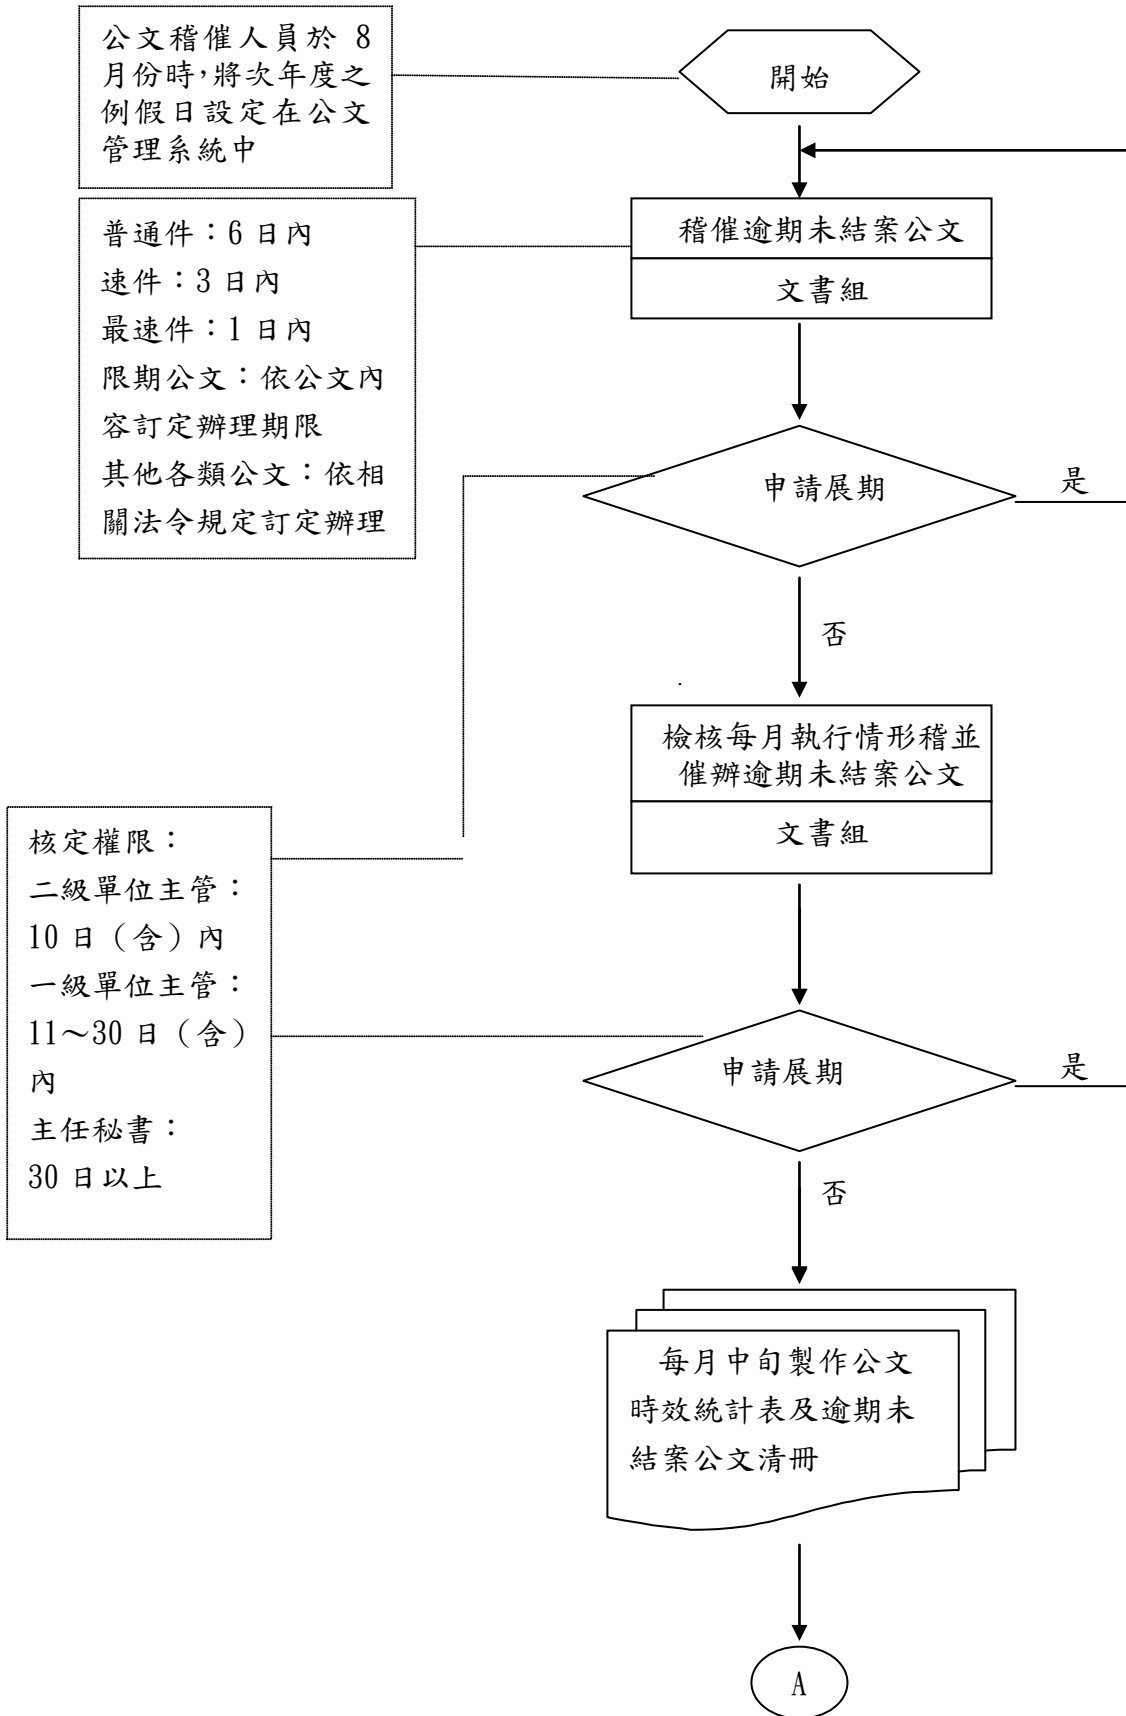 公文稽催人員於 8
月份時,將次年度之
例假日設定在公文
管理系統中
開始
普通件：6 日內
速件：3 日內
最速件：1 日內
限期公文：依公文內
容訂定辦理期限
其他各類公文：依相
關法令規定訂定辦理
稽催逾期未結案公文
文書組
申請展期
是
否
檢核每月執行情形稽並
催辦逾期未結案公文
文書組
核定權限：
二級單位主管：
10 日（含）內
一級單位主管：
11～30 日（含）
內
主任秘書：
30 日以上
申請展期
是
否
每月中旬製作公文
時效統計表及逾期未
結案公文清冊
A